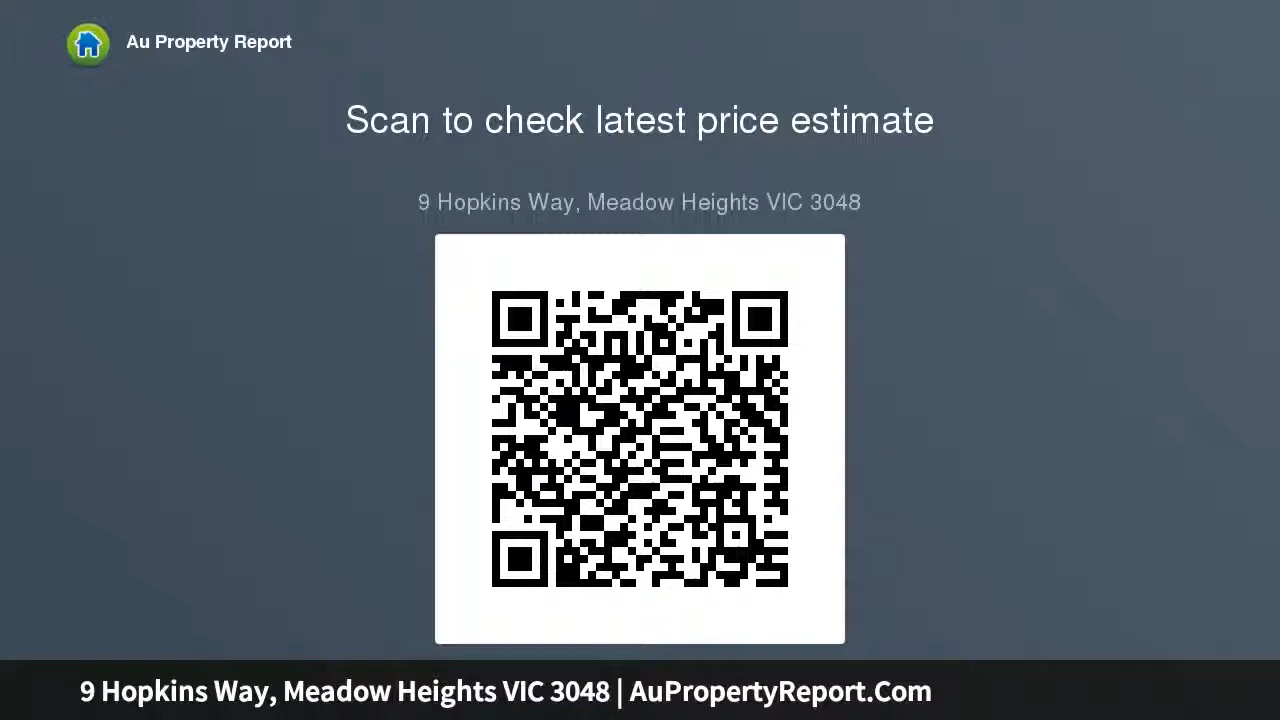 Au Property Report
Scan to check latest price estimate
9 Hopkins Way, Meadow Heights VIC 3048
9 Hopkins Way, Meadow Heights VIC 3048 | AuPropertyReport.Com